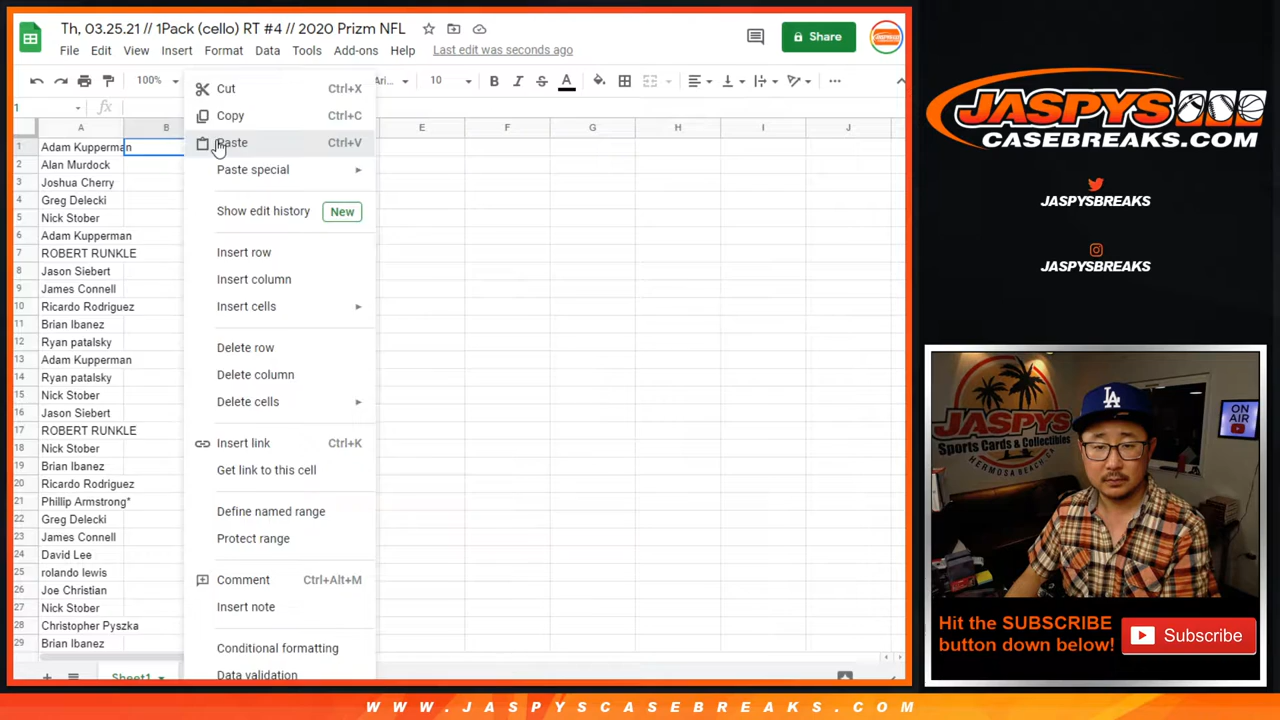 Th, 03.25.21 // 1Pack (cello) RT #4 // 2020 Prizm NFL
File Edit View Insert Format Data Tools Add-ons Help Last edit was seconds ago
Share
100% Ari... 10 B I S A
1 fx
A B E F G H I J
1 Adam Kupperman
2 Alan Murdock
3 Joshua Cherry
4 Greg Delecki
5 Nick Stober
6 Adam Kupperman
7 ROBERT RUNKLE
8 Jason Siebert
9 James Connell
10 Ricardo Rodriguez
11 Brian Ibanez
12 Ryan patalsky
13 Adam Kupperman
14 Ryan patalsky
15 Nick Stober
16 Jason Siebert
17 ROBERT RUNKLE
18 Nick Stober
19 Brian Ibanez
20 Ricardo Rodriguez
21 Phillip Armstrong*
22 Greg Delecki
23 James Connell
24 David Lee
25 rolando lewis
26 Joe Christian
27 Nick Stober
28 Christopher Pyszka
29 Brian Ibanez
Sheet1
Cut Ctrl+X
Copy Ctrl+C
Paste Ctrl+V
Paste special
Show edit history New
Insert row
Insert column
Insert cells
Delete row
Delete column
Delete cells
Insert link Ctrl+K
Get link to this cell
Define named range
Protect range
Comment Ctrl+Alt+M
Insert note
Conditional formatting
Data validation
JASPYS
CASEBREAKS.COM
JASPYSBREAKS
JASPYSBREAKS
JASPYS
Sports Cards & Collectibles
HERMOSA BEACH, CA
LA
ON
AIR
Hit the SUBSCRIBE
button down below!
Subscribe
WWW.JASPYSCASEBREAKS.COM